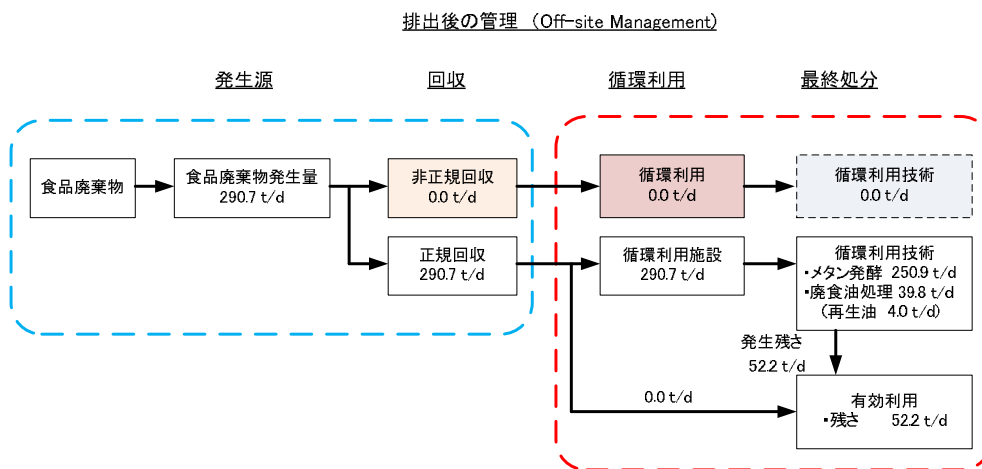 排出後の管理 (Off-site Management)
発生源
回収
循環利用
最終処分
食品廃棄物
食品廃棄物発生量
290.7 t/d
非正規回収
0.0 t/d
循環利用
0.0 t/d
循環利用技術
0.0 t/d
正規回収
290.7 t/d
循環利用施設
290.7 t/d
循環利用技術
・メタン発酵 250.9 t/d
・廃食油処理 39.8 t/d
(再生油 4.0 t/d)
発生残さ
52.2 t/d
0.0 t/d
有効利用
・残さ 52.2 t/d